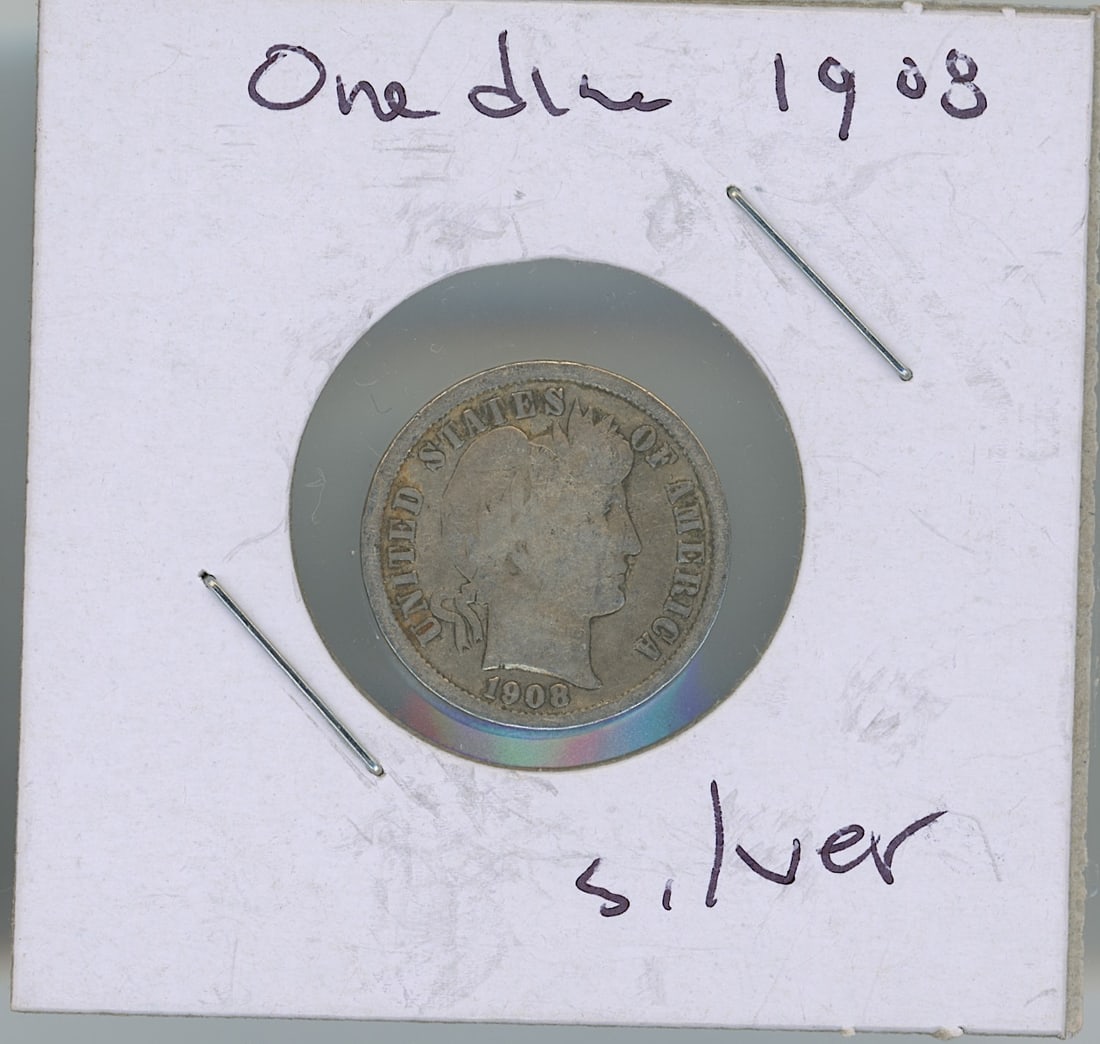 One dime 1908
UNITED STATES OF AMERICA
1908
silver